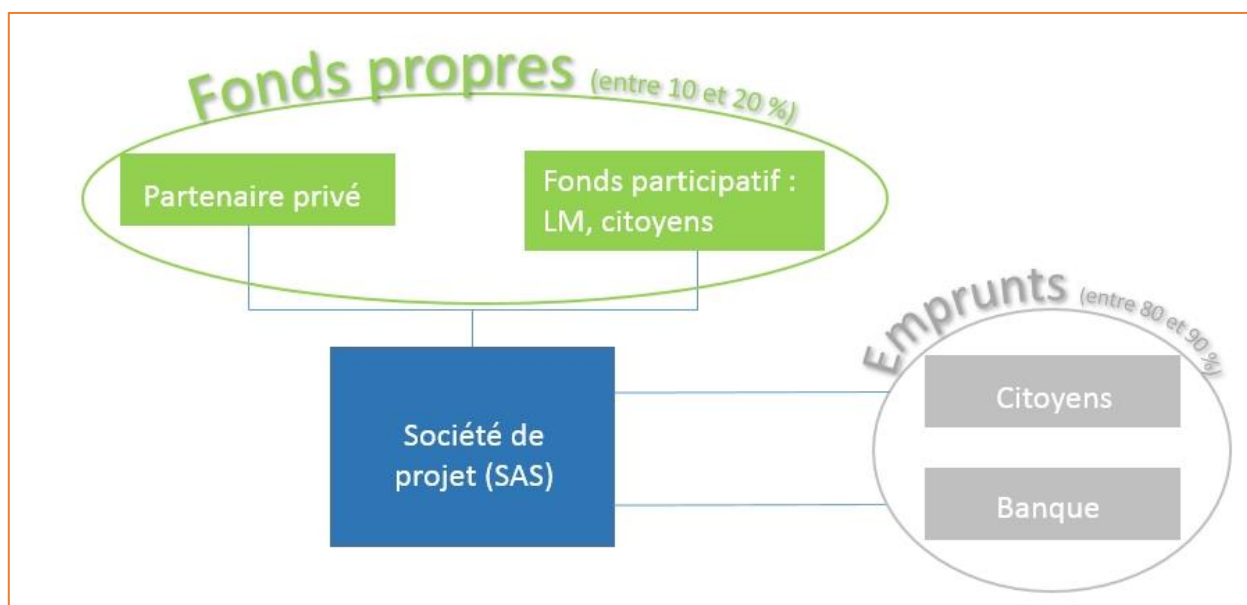 Fonds propres (entre 10 et 20 %)
Partenaire privé
Fonds participatif :
LM, citoyens
Emprunts (entre 80 et 90 %)
Société de
projet (SAS)
Citoyens
Banque